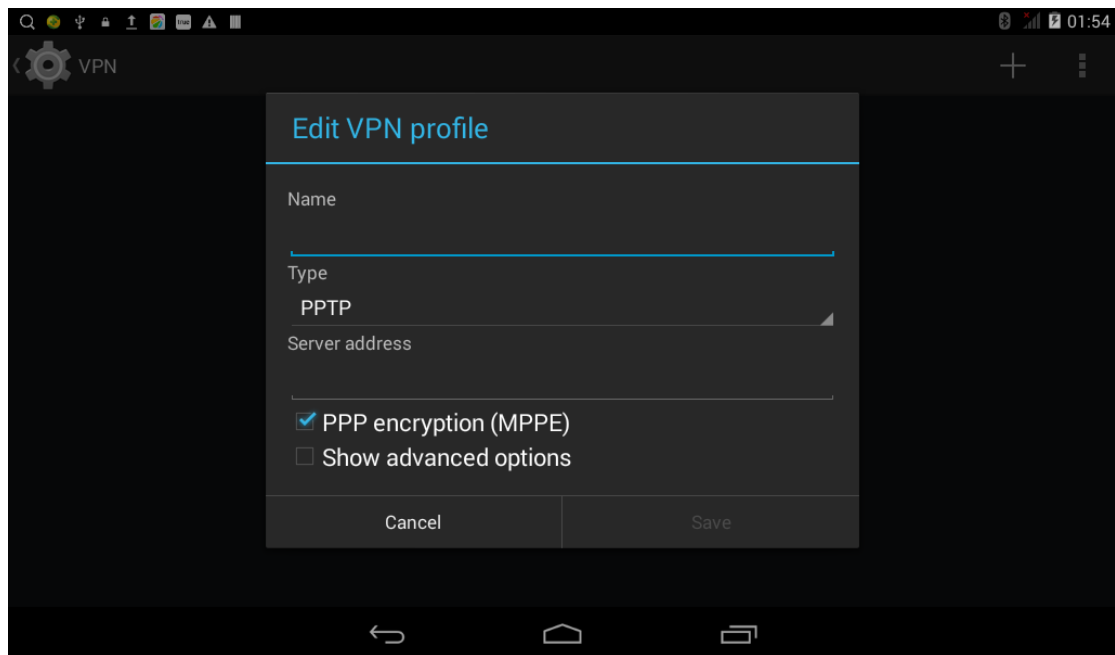 01:54
VPN
Edit VPN profile
Name
Type
PPTP
Server address
PPP encryption (MPPE)
Show advanced options
Cancel
Save